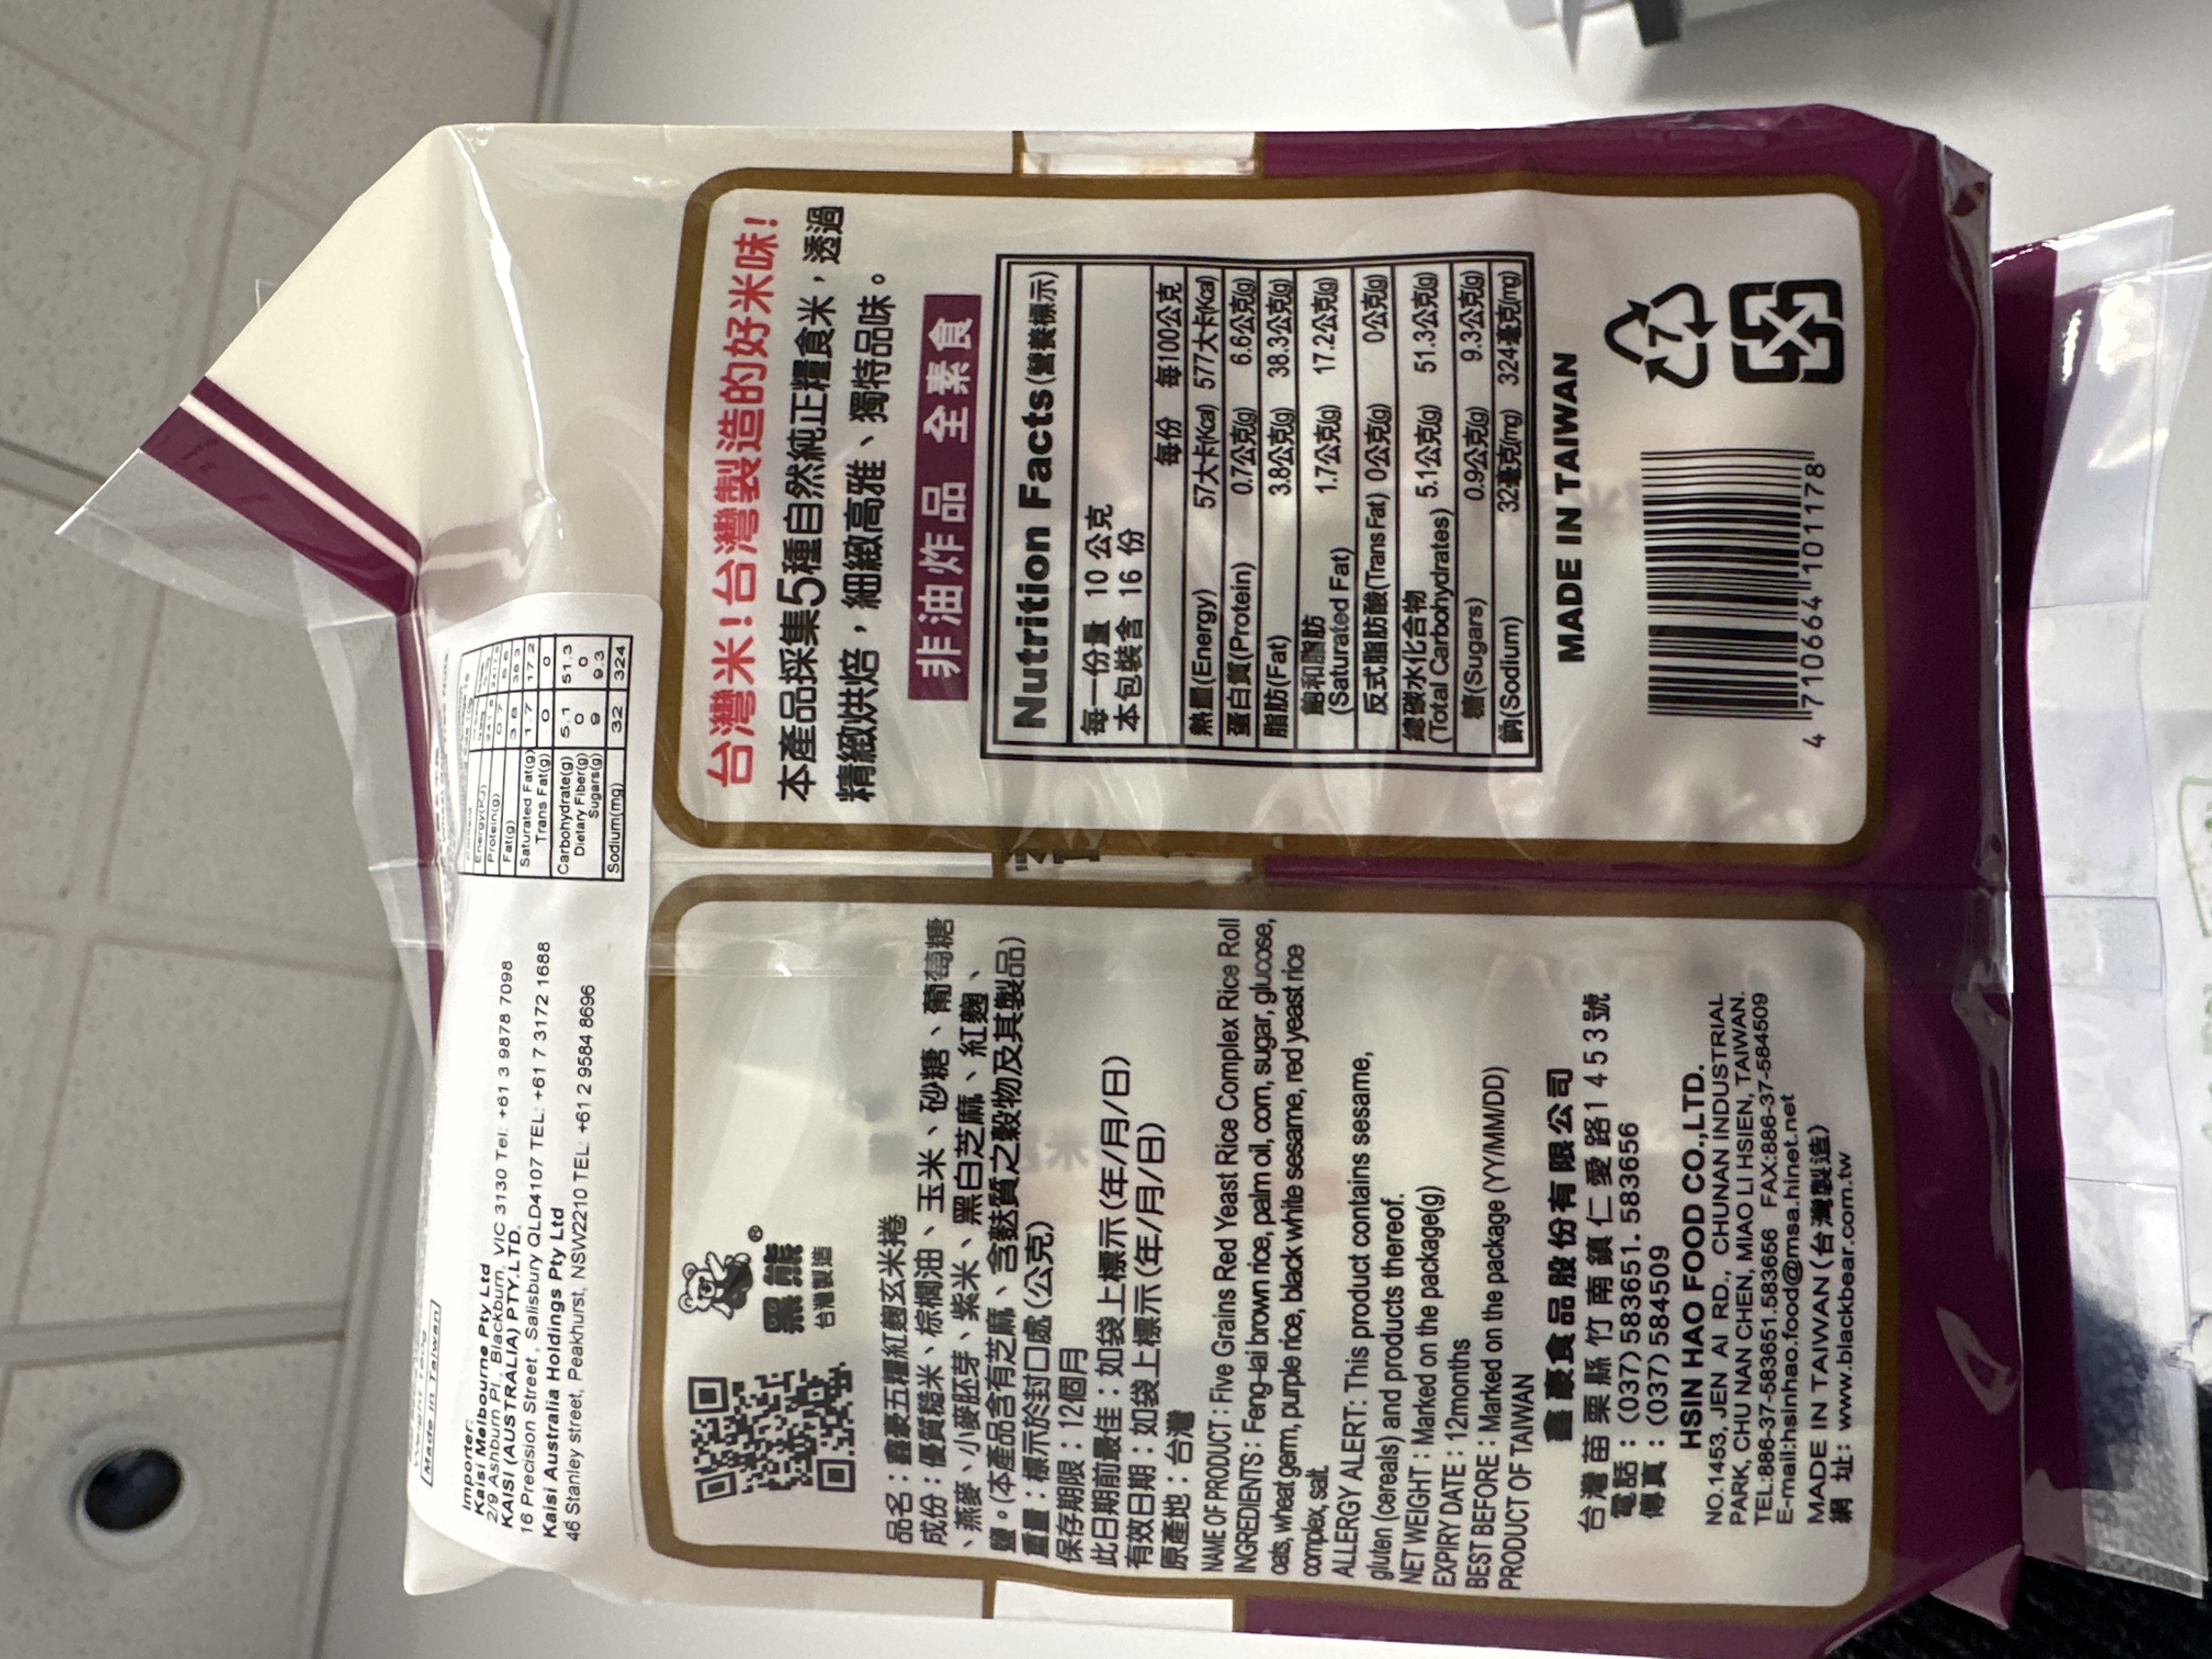 Made in Taiwan
Importer:
Kaisi Melbourne Pty Ltd
2/9 Ashburn Pl., Blackburn, VIC 3130 Tel: +61 3 9878 7098
KAISI (AUSTRALIA) PTY.LTD.
16 Precision Street, Salisbury QLD4107 TEL: +61 7 3172 1688
Kaisi Australia Holdings Pty Ltd
46 Stanley street, Peakhurst, NSW2210 TEL: +61 2 9584 8696
Energy(KJ)
Protein(g) 0.7
Fat(g)
Saturated Fat(g) 1.7 17.2
Trans Fat(g) 0 0
Carbohydrate(g) 5.1 51.3
Dietary Fiber(g) 0 0
Sugars(g) 9 9.3
Sodium(mg) 32 324
黑熊®
台灣製造
品名：鑫豪五糧紅麴玄米捲
成份：優質糙米、棕櫚油、玉米、砂糖、葡萄糖
、燕麥、小麥胚芽、紫米、黑白芝麻、紅麴、
鹽。(本產品含有芝麻、含麩質之穀物及其製品)
重量：標示於封口處(公克)
保存期限：12個月
此日期前最佳：如袋上標示(年/月/日)
有效日期：如袋上標示(年/月/日)
原產地：台灣
NAME OF PRODUCT : Five Grains Red Yeast Rice Complex Rice Roll
INGREDIENTS : Feng-lai brown rice, palm oil, corn, sugar, glucose,
oats, wheat germ, purple rice, black white sesame, red yeast rice
complex, salt.
ALLERGY ALERT: This product contains sesame,
gluten (cereals) and products thereof.
NET WEIGHT : Marked on the package(g)
EXPIRY DATE : 12months
BEST BEFORE : Marked on the package (YY/MM/DD)
PRODUCT OF TAIWAN
鑫豪食品股份有限公司
台灣苗栗縣竹南鎮仁愛路1453號
電話：(037)583651.583656
傳真：(037)584509
HSIN HAO FOOD CO.,LTD.
NO.1453, JEN AI RD., CHUNAN INDUSTRIAL
PARK, CHU NAN CHEN, MIAO LI HSIEN, TAIWAN.
TEL:886-37-583651.583656 FAX:886-37-584509
E-mail:hsinhao.food@msa.hinet.net
MADE IN TAIWAN(台灣製造)
網 址: www.blackbear.com.tw
台灣米!台灣製造的好米味!
本產品採集5種自然純正糧食米，透過
精緻烘焙，細緻高雅、獨特品味。
非油炸品 全素食
Nutrition Facts(營養標示)
每一份量 10 公克
本包裝含 16 份
每份 每100公克
熱量(Energy) 57大卡(Kcal) 577大卡(Kcal)
蛋白質(Protein) 0.7公克(g) 6.6公克(g)
脂肪(Fat) 3.8公克(g) 38.3公克(g)
飽和脂肪
(Saturated Fat) 1.7公克(g) 17.2公克(g)
反式脂肪酸(Trans Fat) 0公克(g) 0公克(g)
總碳水化合物
(Total Carbohydrates) 5.1公克(g) 51.3公克(g)
糖(Sugars) 0.9公克(g) 9.3公克(g)
鈉(Sodium) 32毫克(mg) 324毫克(mg)
MADE IN TAIWAN
7
4 710664 101178